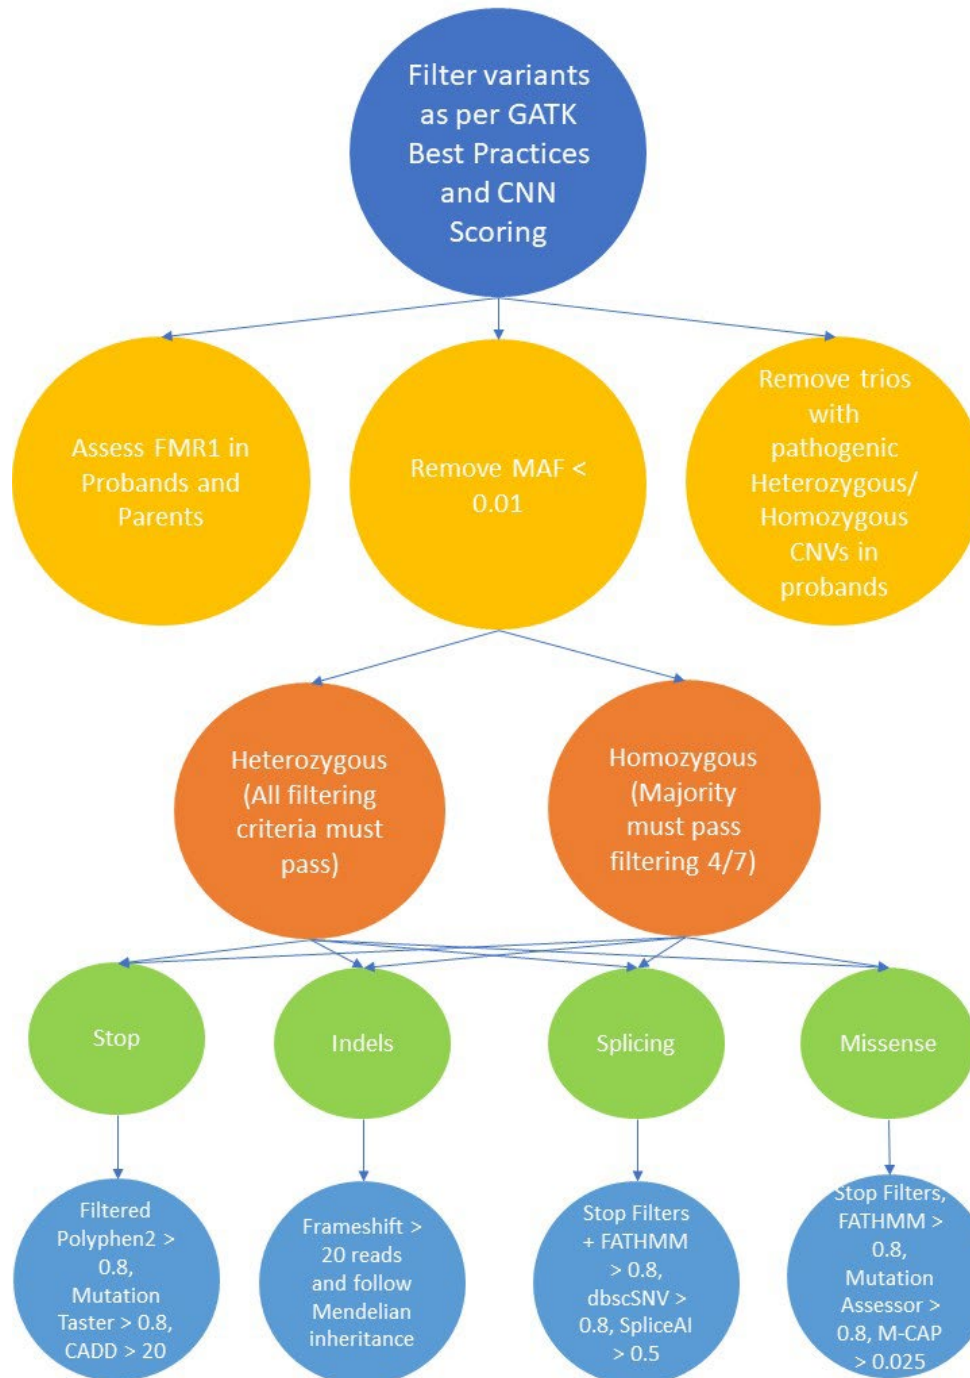 Filter variants
as per GATK
Best Practices
and CNN
Scoring
Assess FMR1 in
Probands and
Parents
Remove MAF <
0.01
Remove trios
with
pathogenic
Heterozygous/
Homozygous
CNVs in
probands
Heterozygous
(All filtering
criteria must
pass)
Homozygous
(Majority
must pass
filtering 4/7)
Stop
Indels
Splicing
Missense
Filtered
Polyphen2 >
0.8,
Mutation
Taster > 0.8,
CADD > 20
Frameshift >
20 reads
and follow
Mendelian
inheritance
Stop Filters
+ FATHMM
> 0.8,
dbscSNV >
0.8, SpliceAI
> 0.5
Stop Filters,
FATHMM >
0.8,
Mutation
Assessor >
0.8, M-CAP
> 0.025